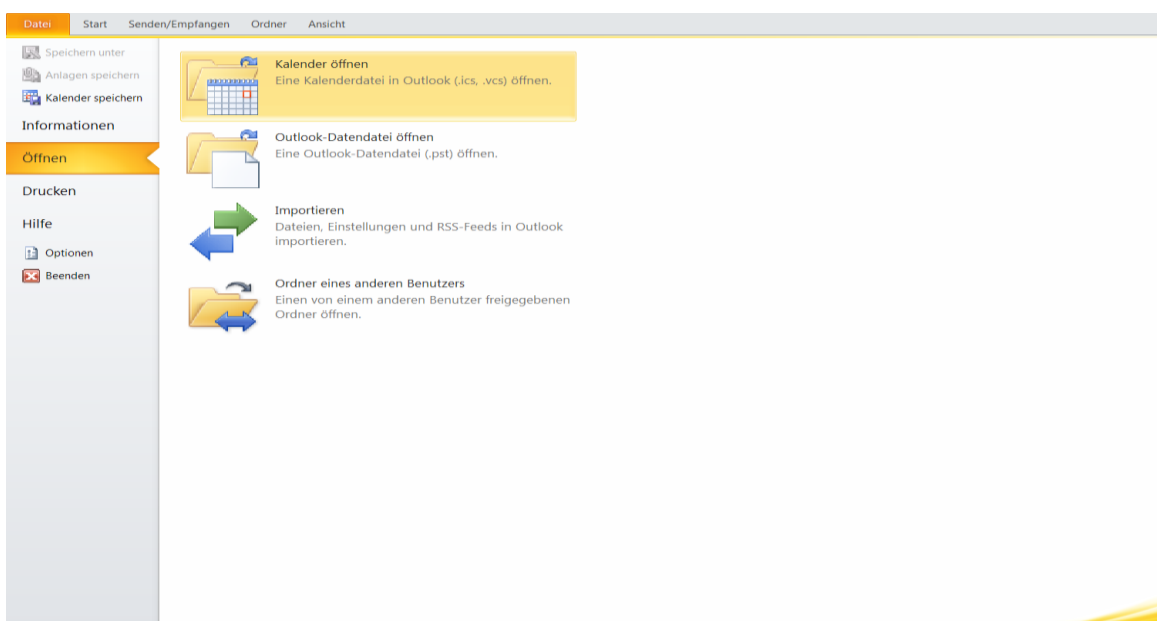 Datei Start Senden/Empfangen Ordner Ansicht
Speichern unter
Anlagen speichern
Kalender speichern
Informationen
Öffnen
Drucken
Hilfe
Optionen
Beenden
Kalender öffnen
Eine Kalenderdatei in Outlook (.ics, .vcs) öffnen.
Outlook-Datendatei öffnen
Eine Outlook-Datendatei (.pst) öffnen.
Importieren
Dateien, Einstellungen und RSS-Feeds in Outlook
importieren.
Ordner eines anderen Benutzers
Einen von einem anderen Benutzer freigegebenen
Ordner öffnen.